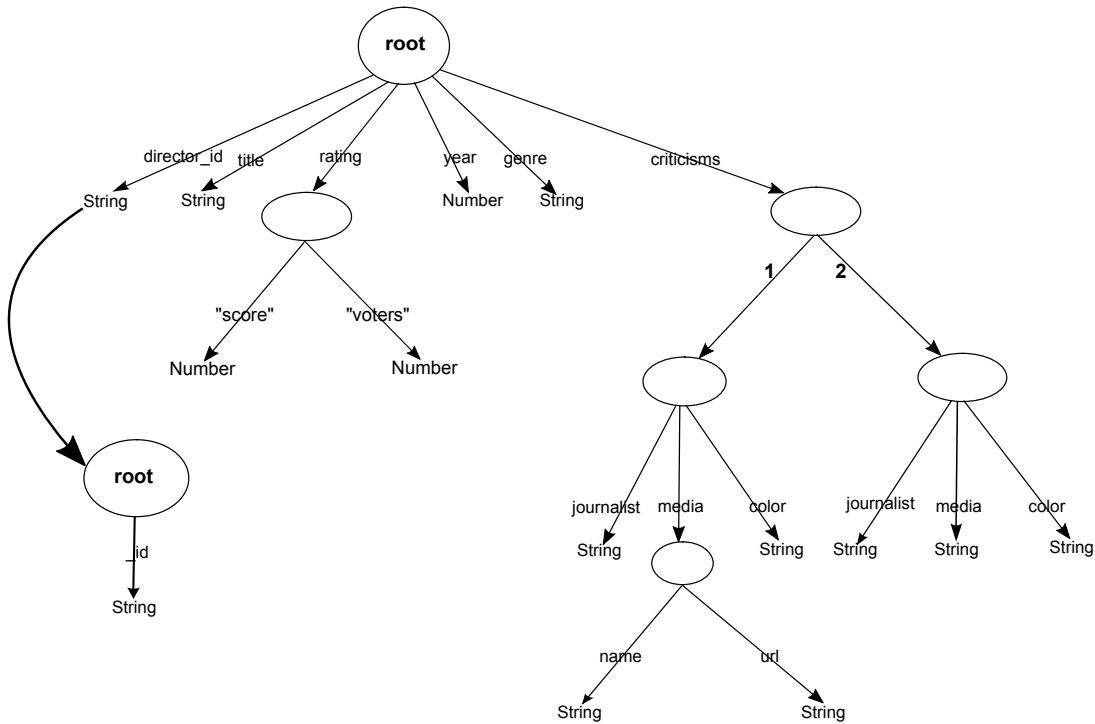 root
director_id title rating year genre criticisms
String String Number String
1 2
"score" "voters"
Number Number
root
journalist media color journalist media color
String String String String String
_id
String
name url
String String